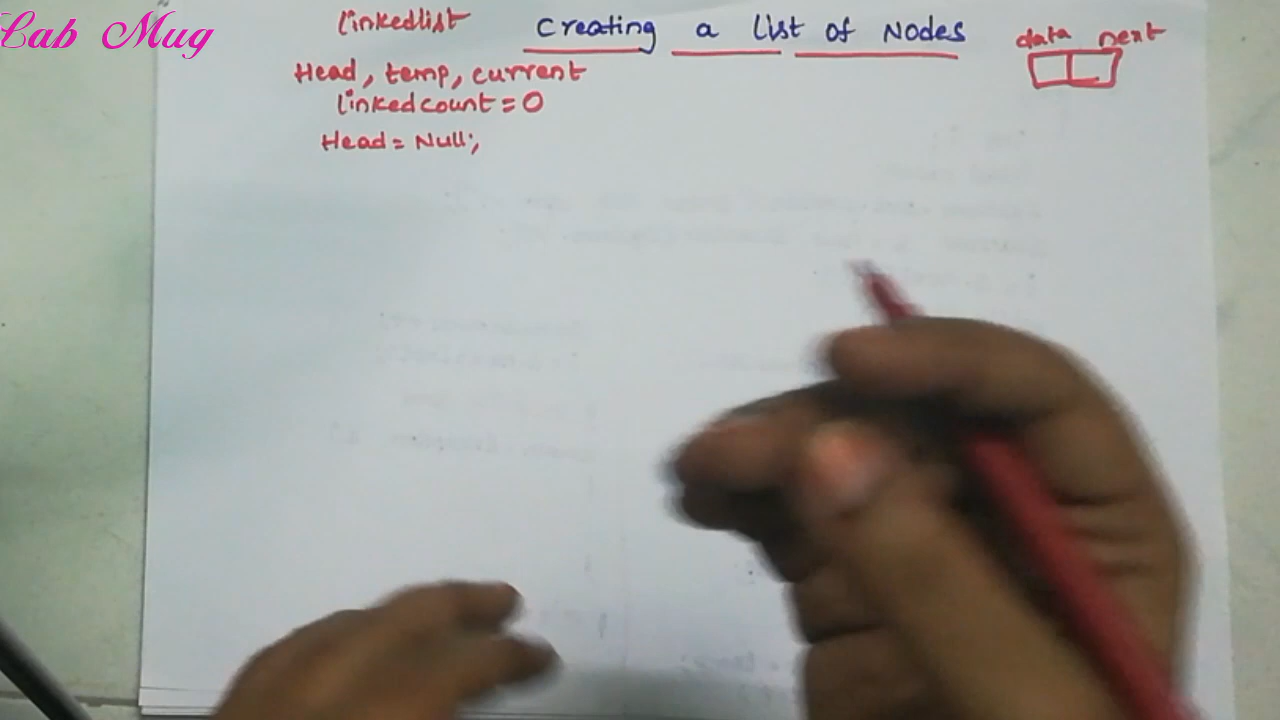 Lab Mug
Linkedlist
Creating a List of Nodes
data next
Head, temp, current
linkedcount = 0
Head = Null;